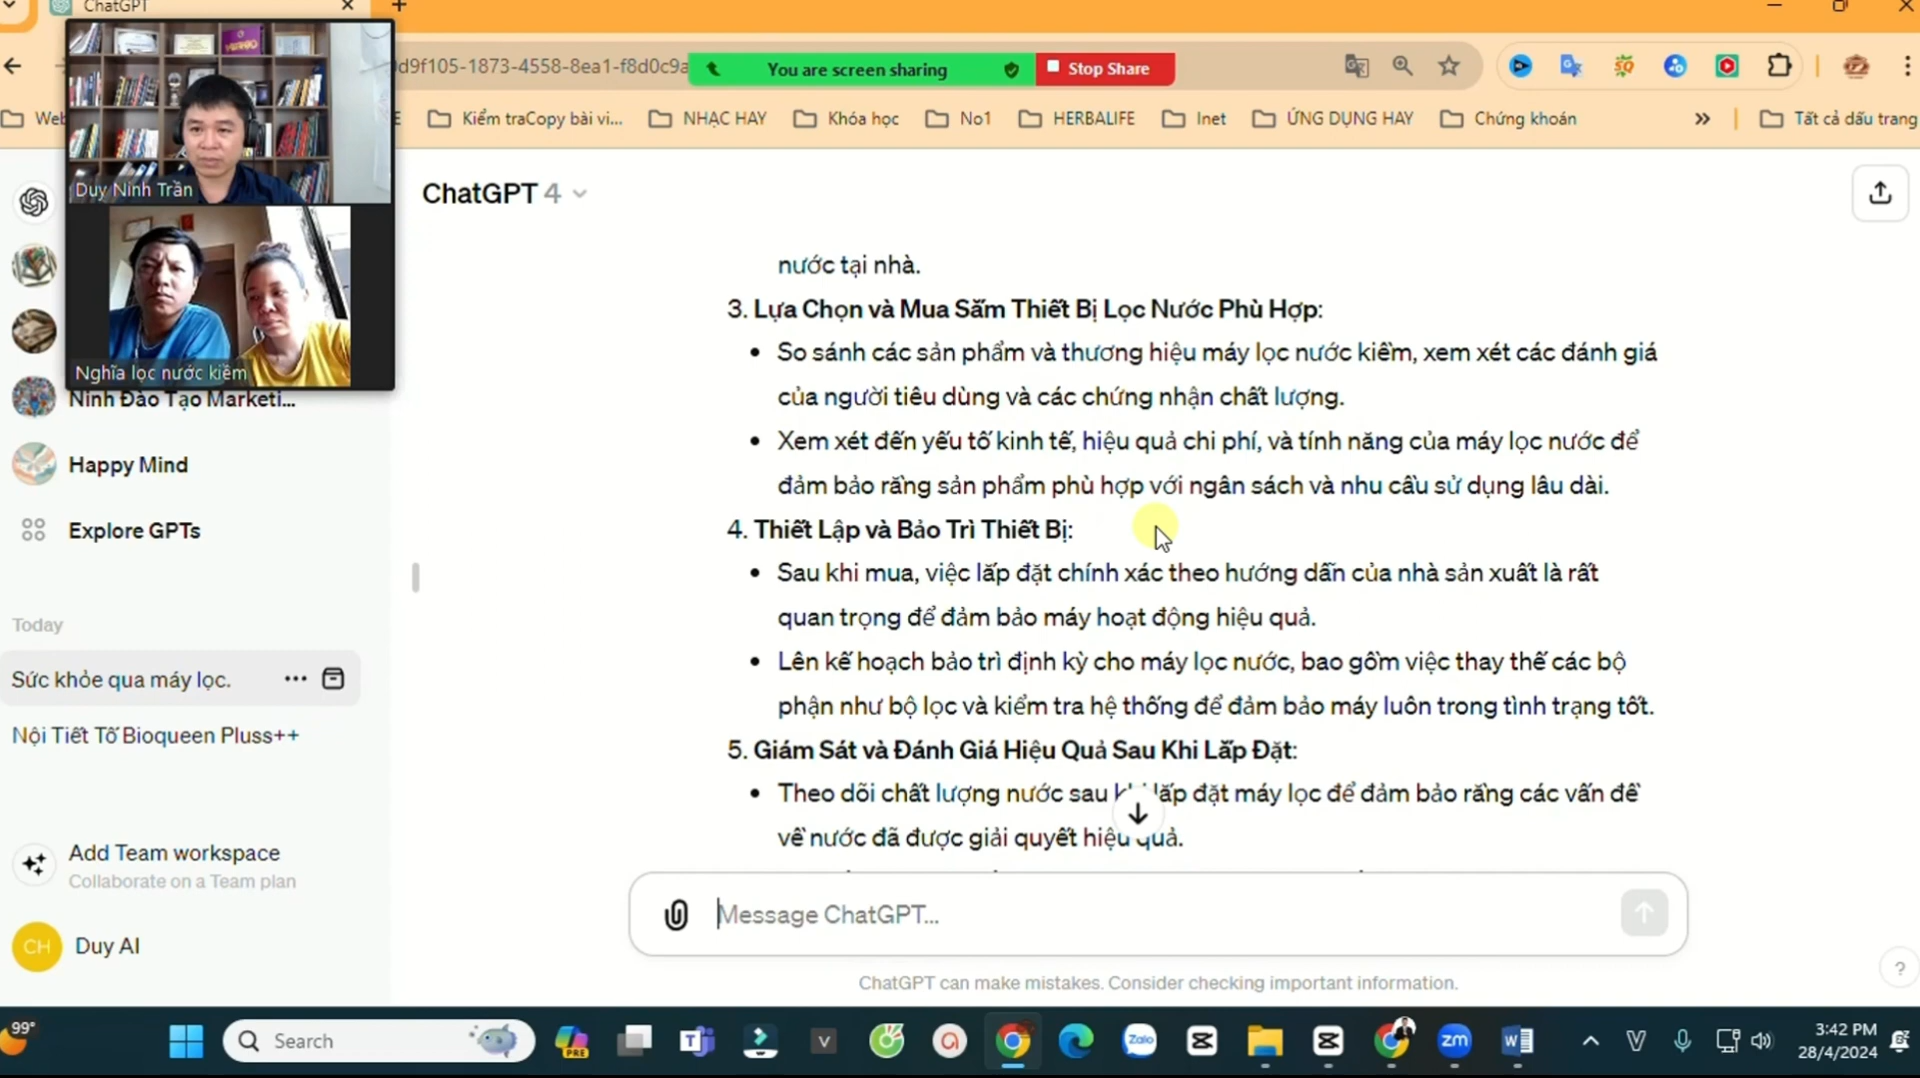 ChatGPT
d9f105-1873-4558-8ea1-f8d0c9a
You are screen sharing
Stop Share
Web
E
Kiểm traCopy bài vi...
NHẠC HAY
Khóa học
No1
HERBALIFE
Inet
ỨNG DỤNG HAY
Chứng khoán
Tất cả dấu trang
Duy Ninh Trần
Nghĩa lọc nước kiềm
Ninh Đào Tạo Marketi...
Happy Mind
Explore GPTs
Today
Sức khỏe qua máy lọc.
Nội Tiết Tố Bioqueen Pluss++
Add Team workspace
Collaborate on a Team plan
CH
Duy AI
ChatGPT 4
nước tại nhà.
3. Lựa Chọn và Mua Sắm Thiết Bị Lọc Nước Phù Hợp:
• So sánh các sản phẩm và thương hiệu máy lọc nước kiềm, xem xét các đánh giá
của người tiêu dùng và các chứng nhận chất lượng.
• Xem xét đến yếu tố kinh tế, hiệu quả chi phí, và tính năng của máy lọc nước để
đảm bảo rằng sản phẩm phù hợp với ngân sách và nhu cầu sử dụng lâu dài.
4. Thiết Lập và Bảo Trì Thiết Bị:
• Sau khi mua, việc lắp đặt chính xác theo hướng dẫn của nhà sản xuất là rất
quan trọng để đảm bảo máy hoạt động hiệu quả.
• Lên kế hoạch bảo trì định kỳ cho máy lọc nước, bao gồm việc thay thế các bộ
phận như bộ lọc và kiểm tra hệ thống để đảm bảo máy luôn trong tình trạng tốt.
5. Giám Sát và Đánh Giá Hiệu Quả Sau Khi Lắp Đặt:
• Theo dõi chất lượng nước sau khi lắp đặt máy lọc để đảm bảo rằng các vấn đề
về nước đã được giải quyết hiệu quả.
Message ChatGPT...
ChatGPT can make mistakes. Consider checking important information.
?
99°
Search
PRE
Zalo
zm
3:42 PM
28/4/2024